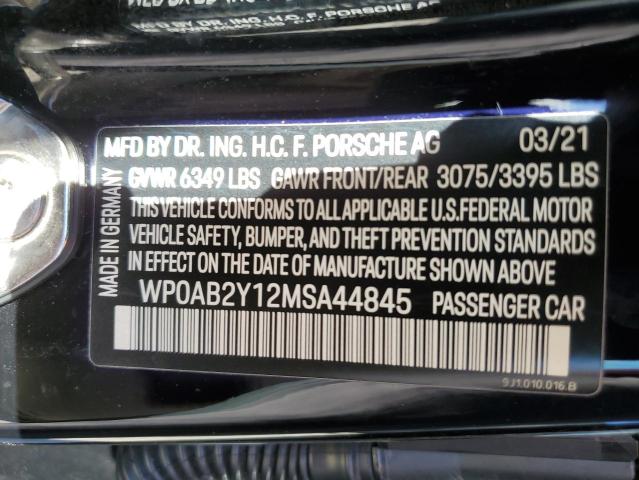 MFD BY DR. ING. H.C. F. PORSCHE AG 03/21
GVWR 6349 LBS GAWR FRONT/REAR 3075/3395 LBS
THIS VEHICLE CONFORMS TO ALL APPLICABLE U.S.FEDERAL MOTOR
VEHICLE SAFETY, BUMPER, AND THEFT PREVENTION STANDARDS
IN EFFECT ON THE DATE OF MANUFACTURE SHOWN ABOVE
WP0AB2Y12MSA44845 PASSENGER CAR
MADE IN GERMANY
9J1.010.016.B